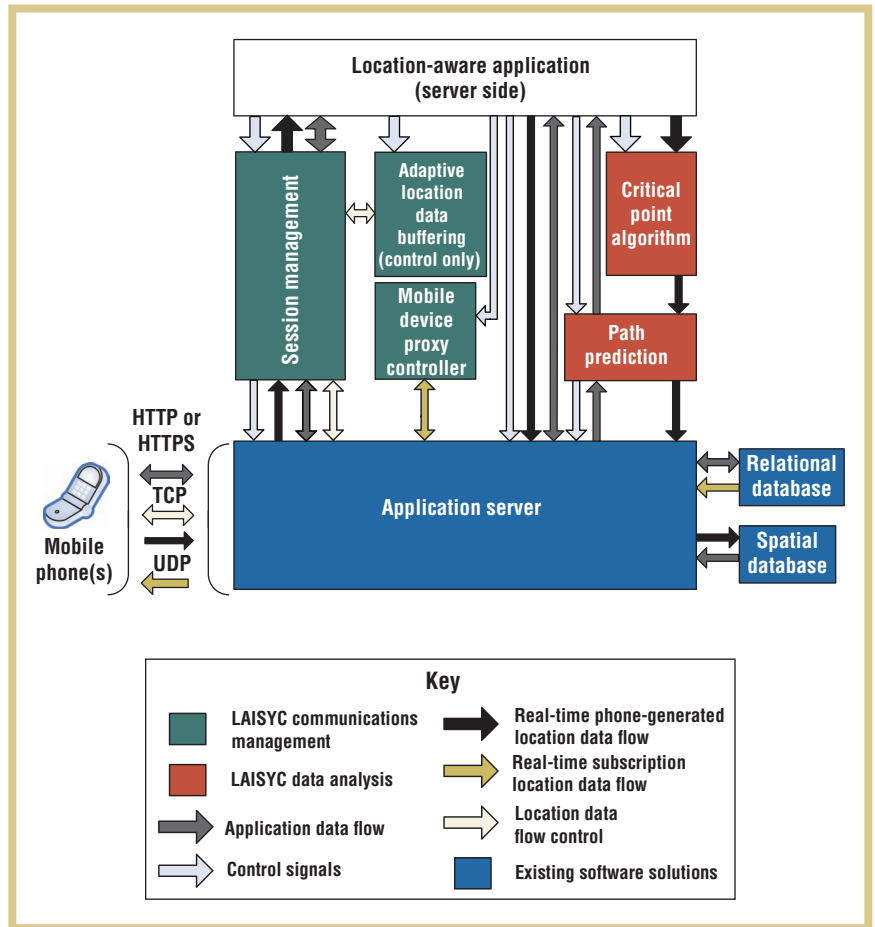 Location-aware application
(server side)
Session management
Adaptive
location
data
buffering
(control only)
Critical
point
algorithm
Mobile
device
proxy
controller
Path
prediction
HTTP or
HTTPS
TCP
UDP
Mobile
phone(s)
Application server
Relational
database
Spatial
database
Key
LAISYC communications
management
LAISYC data analysis
Application data flow
Control signals
Real-time phone-generated
location data flow
Real-time subscription
location data flow
Location data
flow control
Existing software solutions